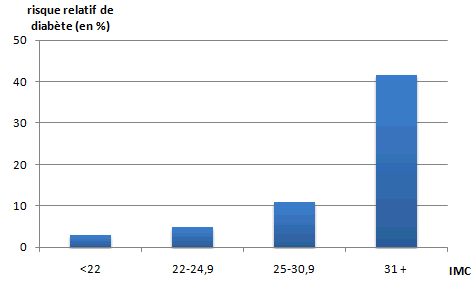 risque relatif de
diabète (en %)
50
40
30
20
10
0
<22 22-24,9 25-30,9 31 + IMC